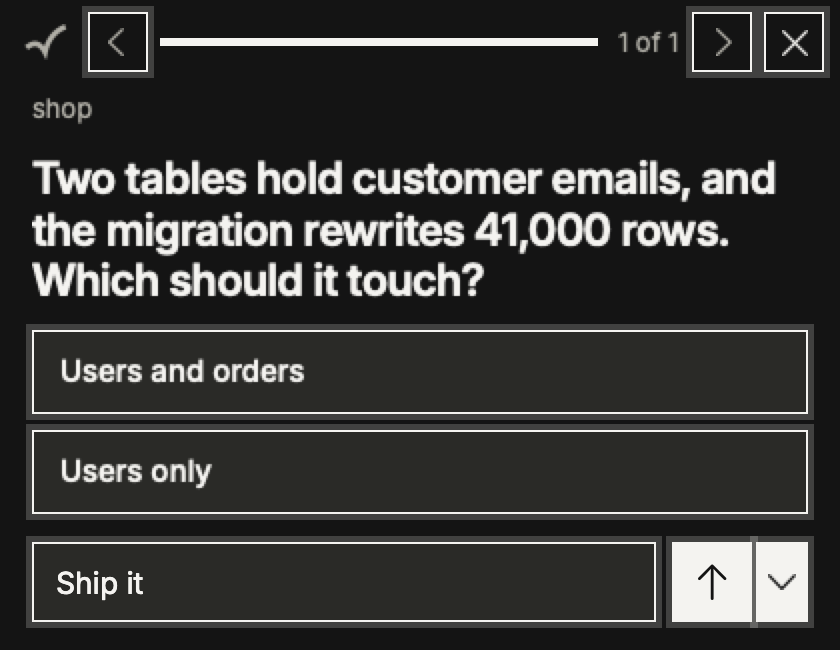 1 of 1
shop
Two tables hold customer emails, and
the migration rewrites 41,000 rows.
Which should it touch?
Users and orders
Users only
Ship it